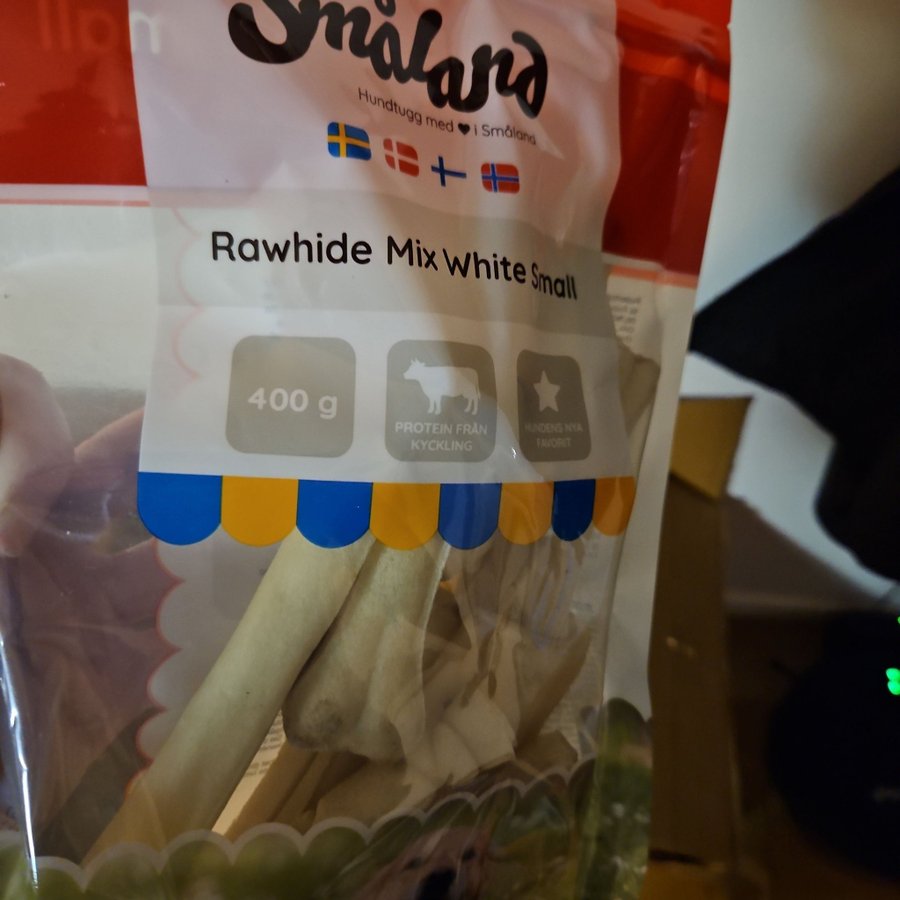 Småland
Hundtugg med ♥ i Småland
Rawhide Mix White Small
400 g
PROTEIN FRÅN
KYCKLING
HUNDENS NYA
FAVORIT